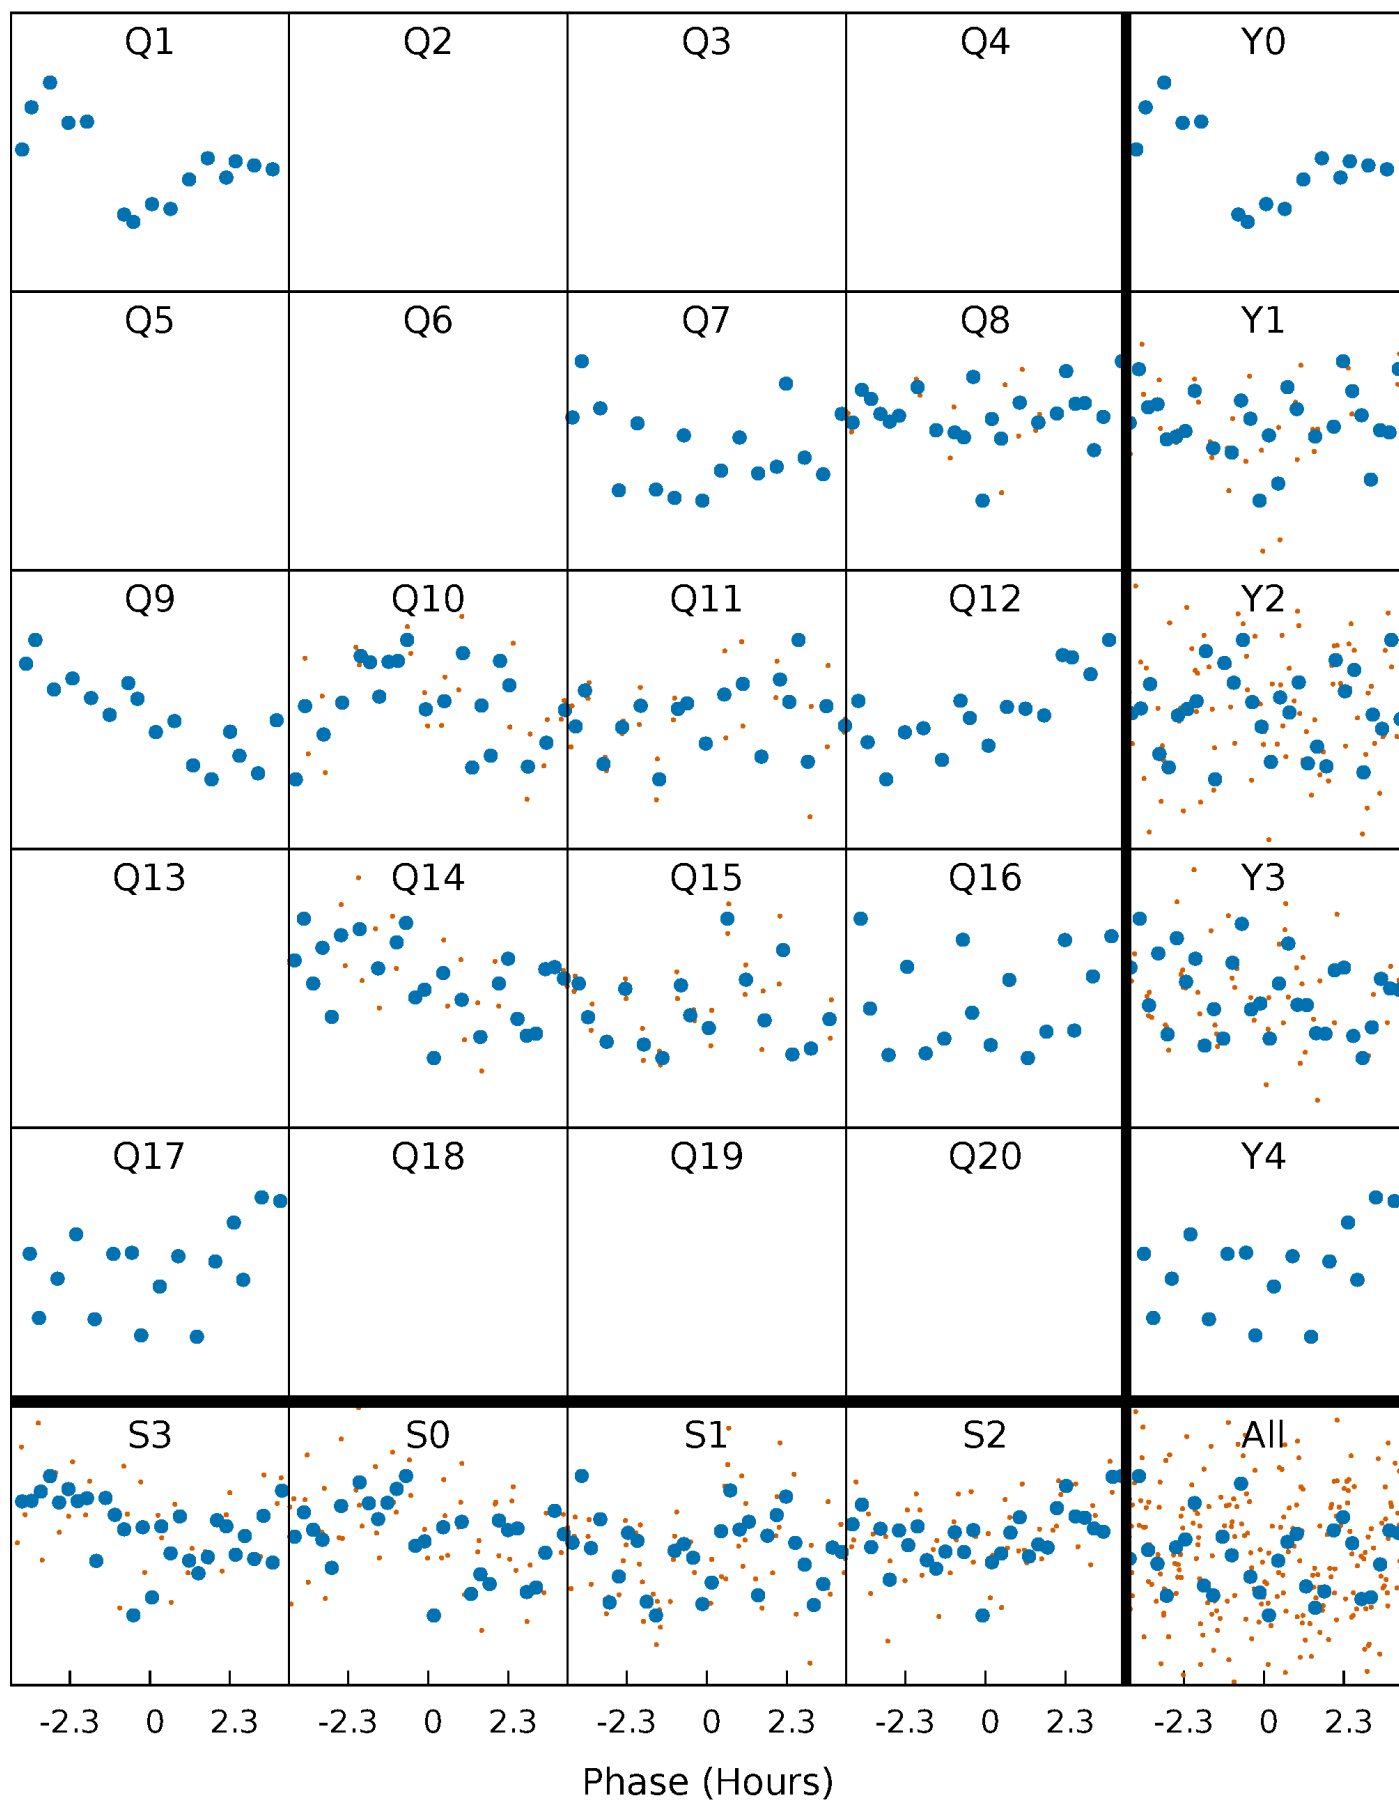 Q1 Q2 Q3 Q4 Y0
Q5 Q6 Q7 Q8 Y1
Q9 Q10 Q11 Q12 Y2
Q13 Q14 Q15 Q16 Y3
Q17 Q18 Q19 Q20 Y4
S3 S0 S1 S2 All
-2.3 0 2.3 -2.3 0 2.3 -2.3 0 2.3 -2.3 0 2.3 -2.3 0 2.3
Phase (Hours)